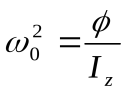 ω₀² = ϕ / I_z